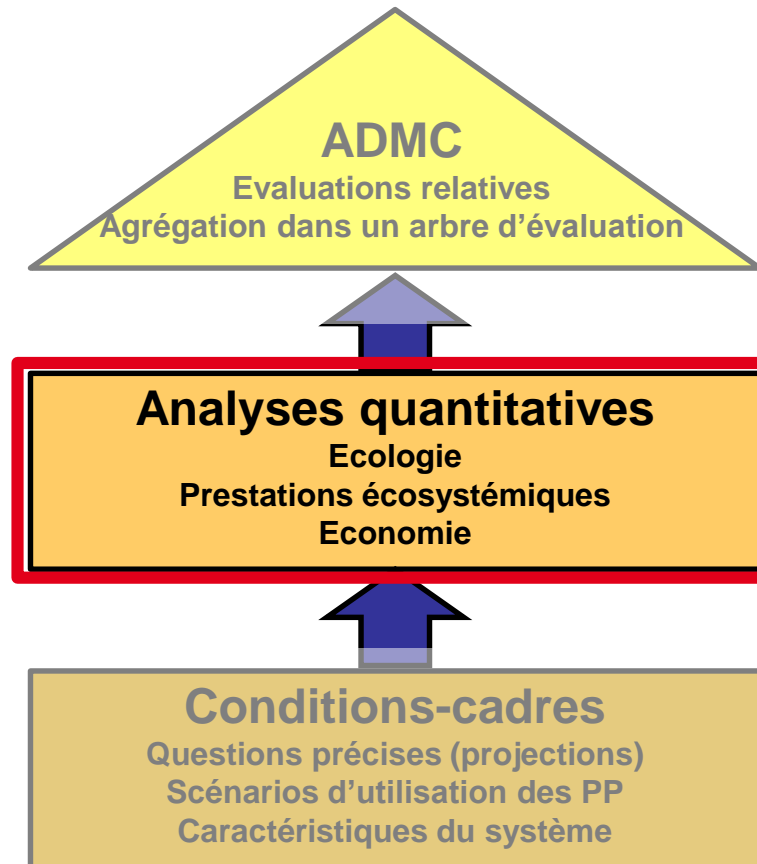 ADMC
Evaluations relatives
Agrégation dans un arbre d’évaluation
Analyses quantitatives
Ecologie
Prestations écosystémiques
Economie
Conditions-cadres
Questions précises (projections)
Scénarios d’utilisation des PP
Caractéristiques du système